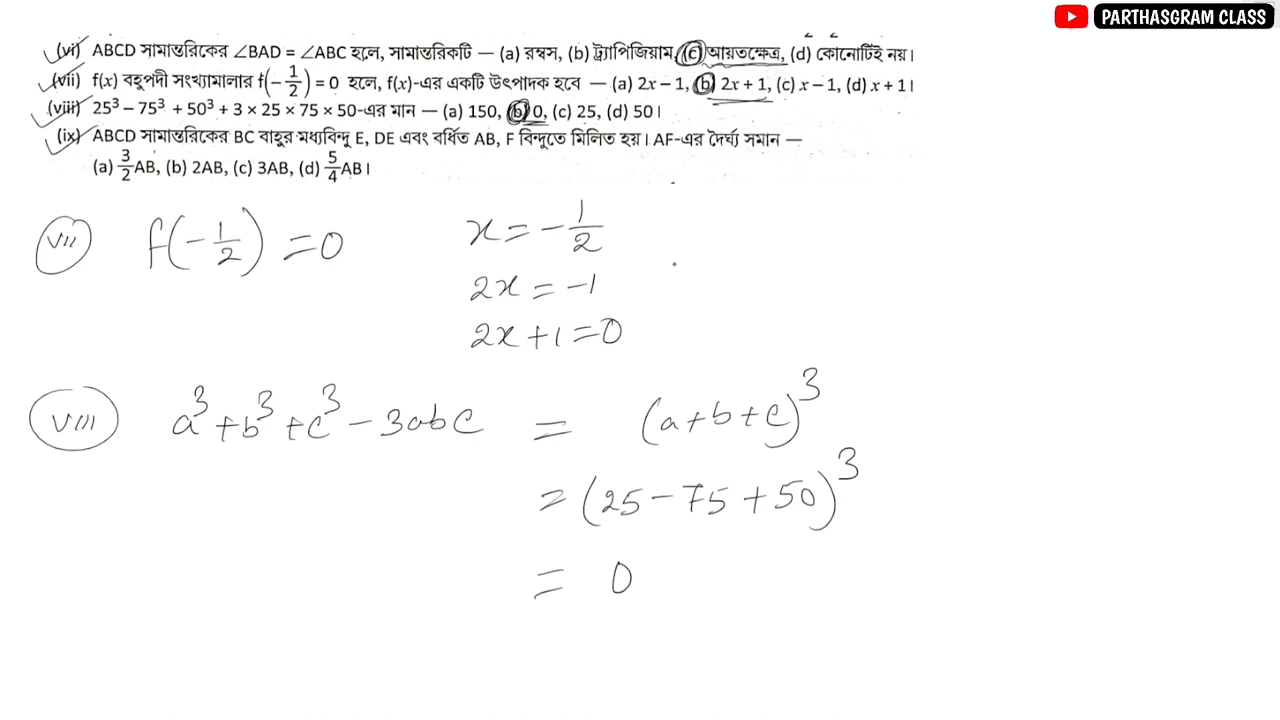 PARTHASGRAM CLASS
(vi) ABCD সামান্তরিকের ∠BAD = ∠ABC হলে, সামান্তরিকটি — (a) রম্বস, (b) ট্র্যাপিজিয়াম, (c) আয়তক্ষেত্র, (d) কোনোটিই নয়।
(vii) f(x) বহুপদী সংখ্যামালার f(-1/2) = 0 হলে, f(x)-এর একটি উৎপাদক হবে — (a) 2x – 1, (b) 2x + 1, (c) x – 1, (d) x + 1।
(viii) 25³ – 75³ + 50³ + 3 × 25 × 75 × 50-এর মান — (a) 150, (b) 0, (c) 25, (d) 50।
(ix) ABCD সামান্তরিকের BC বাহুর মধ্যবিন্দু E, DE এবং বর্ধিত AB, F বিন্দুতে মিলিত হয়। AF-এর দৈর্ঘ্য সমান —
(a) 3/2 AB, (b) 2AB, (c) 3AB, (d) 5/4 AB।
VII f(-1/2) = 0 x = -1/2
2x = -1
2x + 1 = 0
VIII a³ + b³ + c³ - 3abc = (a + b + c)³
= (25 - 75 + 50)³
= 0